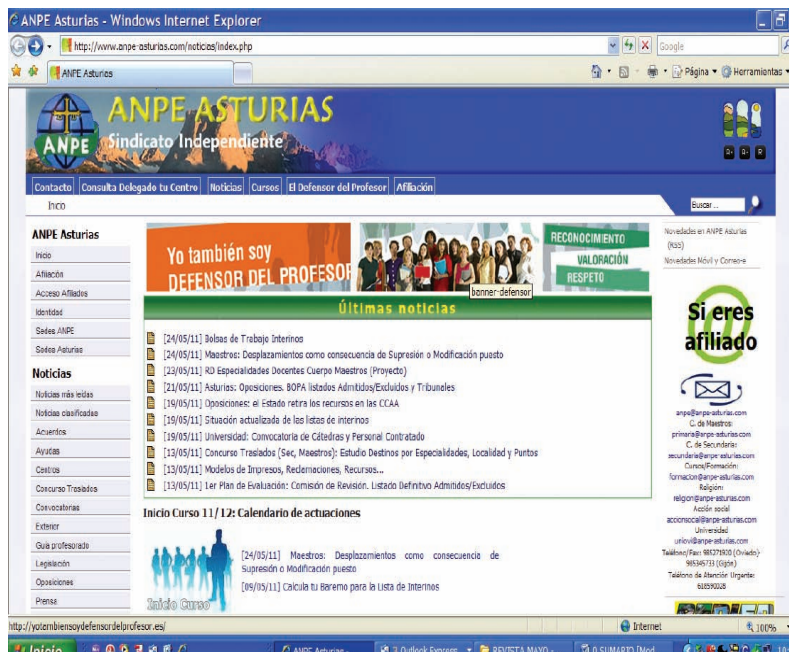 ANPE Asturias - Windows Internet Explorer
http://www.anpe-asturias.com/noticias/index.php
Google
ANPE Asturias
Página
Herramientas
ANPE ASTURIAS
Sindicato Independiente
ANPE
Contacto
Consulta Delegado tu Centro
Noticias
Cursos
El Defensor del Profesor
Afiliación
Inicio
Buscar ...
ANPE Asturias
Inicio
Afiliación
Acceso Afiliados
Identidad
Sedes ANPE
Sedes Asturias
Noticias
Noticias más leídas
Noticias clasificadas
Acuerdos
Ayudas
Centros
Concurso Traslados
Convocatorias
Exterior
Guía profesorado
Legislación
Oposiciones
Prensa
Yo también soy
DEFENSOR DEL PROFESOR
RECONOCIMIENTO
VALORACIÓN
RESPETO
banner-defensor
Últimas noticias
[24/05/11] Bolsas de Trabajo Interinos
[24/05/11] Maestros: Desplazamientos como consecuencia de Supresión o Modificación puesto
[23/05/11] RD Especialidades Docentes Cuerpo Maestros (Proyecto)
[21/05/11] Asturias: Oposiciones. BOPA listados Admitidos/Excluidos y Tribuneles
[19/05/11] Oposiciones: el Estado retira los recursos en las CCAA
[19/05/11] Situación actualizada de las listas de interinos
[19/05/11] Universidad: Convocatoria de Cátedras y Personal Contratado
[13/05/11] Concurso Traslados (Sec, Maestros): Estudio Destinos por Especialidades, Localidad y Puntos
[13/05/11] Modelos de Impresos, Reclamaciones, Recursos...
[13/05/11] 1er Plan de Evaluación: Comisión de Revisión. Listado Definitivo Admitidos/Excluidos
Inicio Curso 11/12: Calendario de actuaciones
Inicio Curso
[24/05/11] Maestros: Desplazamientos como consecuencia de
Supresión o Modificación puesto
[09/05/11] Calcula tu Baremo para la Lista de Interinos
Novedades en ANPE Asturias
(RSS)
Novedades Móvil y Correo-e
Si eres
afiliado
anpe@anpe-asturias.com
C. de Maestros:
primaria@anpe-asturias.com
C. de Secundaria:
secundaria@anpe-asturias.com
Cursos/Formación:
formacion@anpe-asturias.com
Religión:
religion@anpe-asturias.com
Acción social
accionsocial@anpe-asturias.com
Universidad
uniovi@anpe-asturias.com
Teléfono/Fax: 985271920 (Oviedo)
985345733 (Gijón)
Teléfono de Atención Urgente:
618590028
http://yotambiensoydefensordelprofesor.es/
Internet
100%
Inicio
ANPE Asturias -
3 Outlook Express
REVISTA MAYO -
0 SUMARIO [Mod